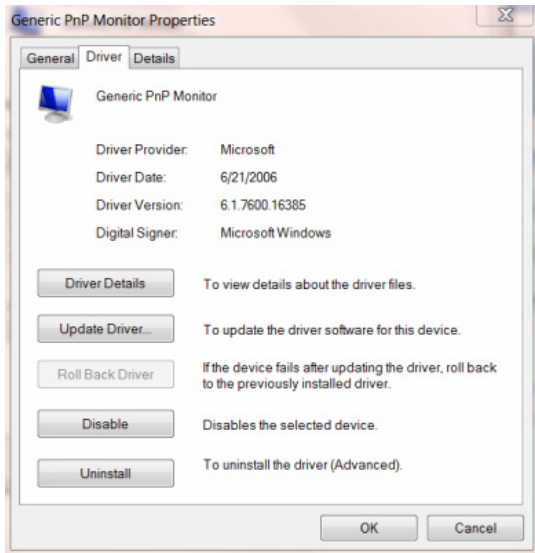 Generic PnP Monitor Properties
General Driver Details
Generic PnP Monitor
Driver Provider: Microsoft
Driver Date: 6/21/2006
Driver Version: 6.1.7600.16385
Digital Signer: Microsoft Windows
Driver Details To view details about the driver files.
Update Driver... To update the driver software for this device.
Roll Back Driver If the device fails after updating the driver, roll back
to the previously installed driver.
Disable Disables the selected device.
Uninstall To uninstall the driver (Advanced).
OK Cancel